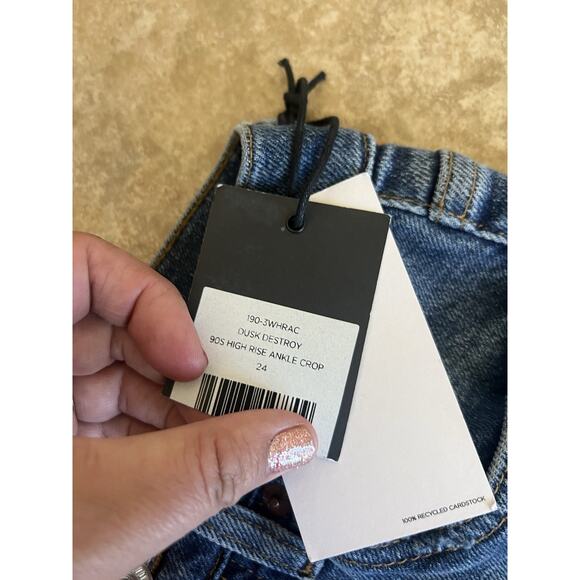 190-3WHRAC
DUSK DESTROY
90S HIGH RISE ANKLE CROP
24
100% RECYCLED CARDSTOCK